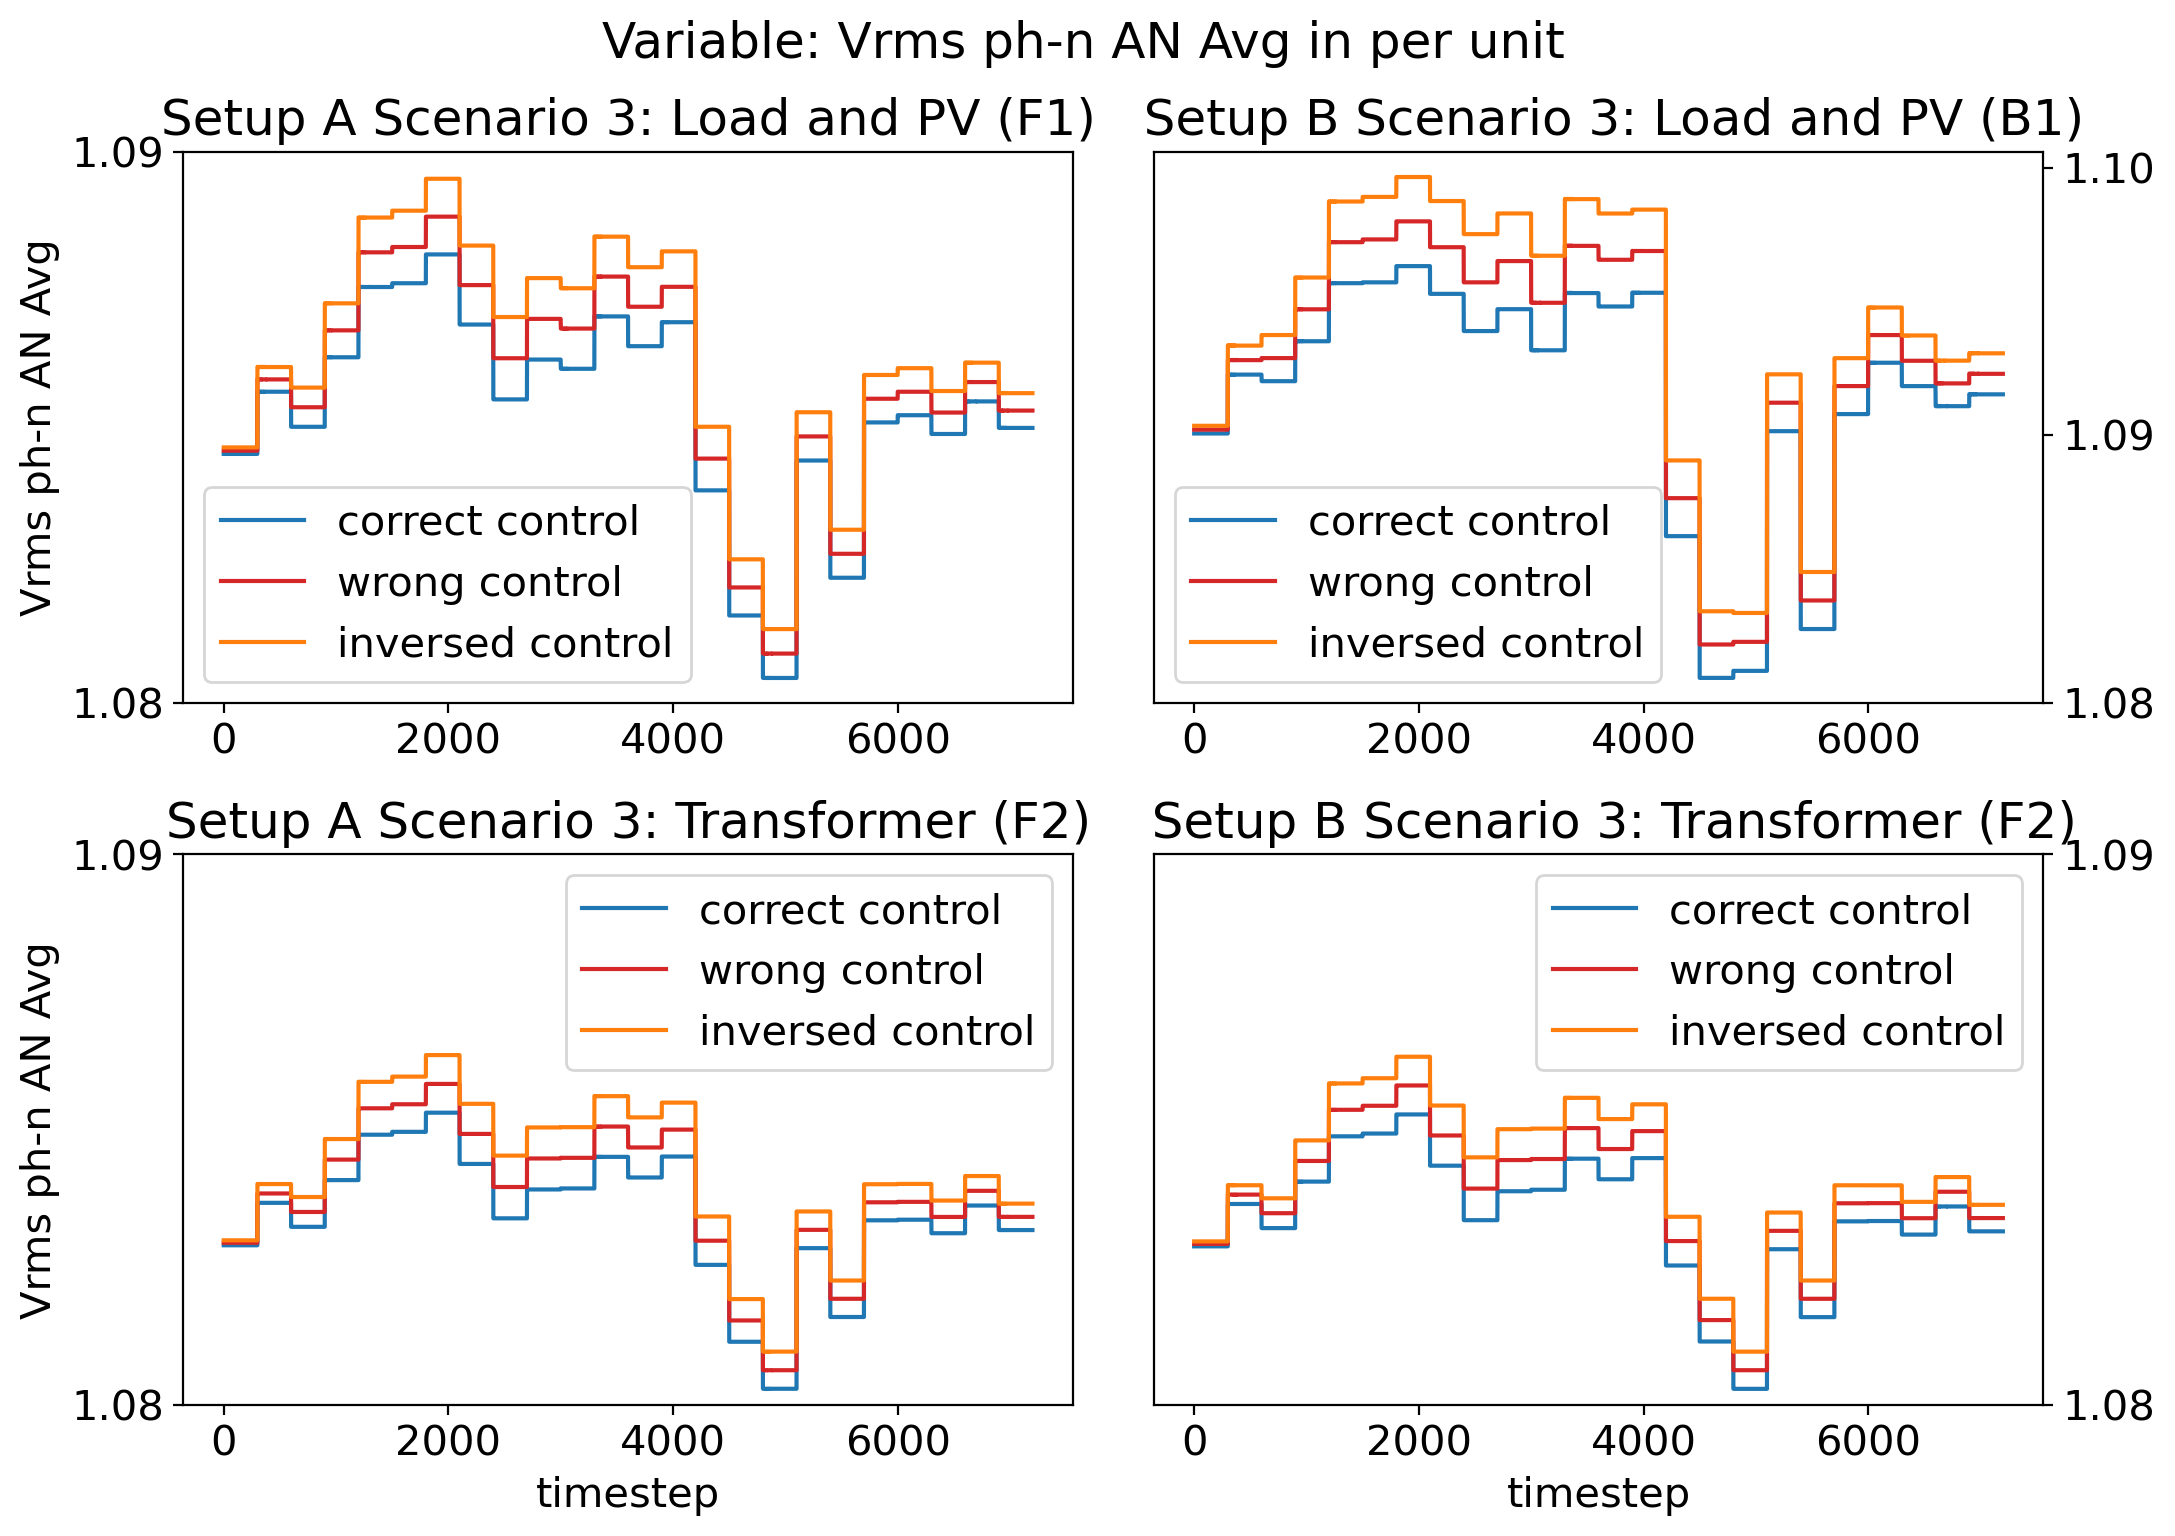 Variable: Vrms ph-n AN Avg in per unit
Setup A Scenario 3: Load and PV (F1)
Vrms ph-n AN Avg
1.09
1.08
0 2000 4000 6000
correct control
wrong control
inversed control
Setup B Scenario 3: Load and PV (B1)
1.10
1.09
1.08
0 2000 4000 6000
correct control
wrong control
inversed control
Setup A Scenario 3: Transformer (F2)
Vrms ph-n AN Avg
1.09
1.08
0 2000 4000 6000
timestep
correct control
wrong control
inversed control
Setup B Scenario 3: Transformer (F2)
1.09
1.08
0 2000 4000 6000
timestep
correct control
wrong control
inversed control